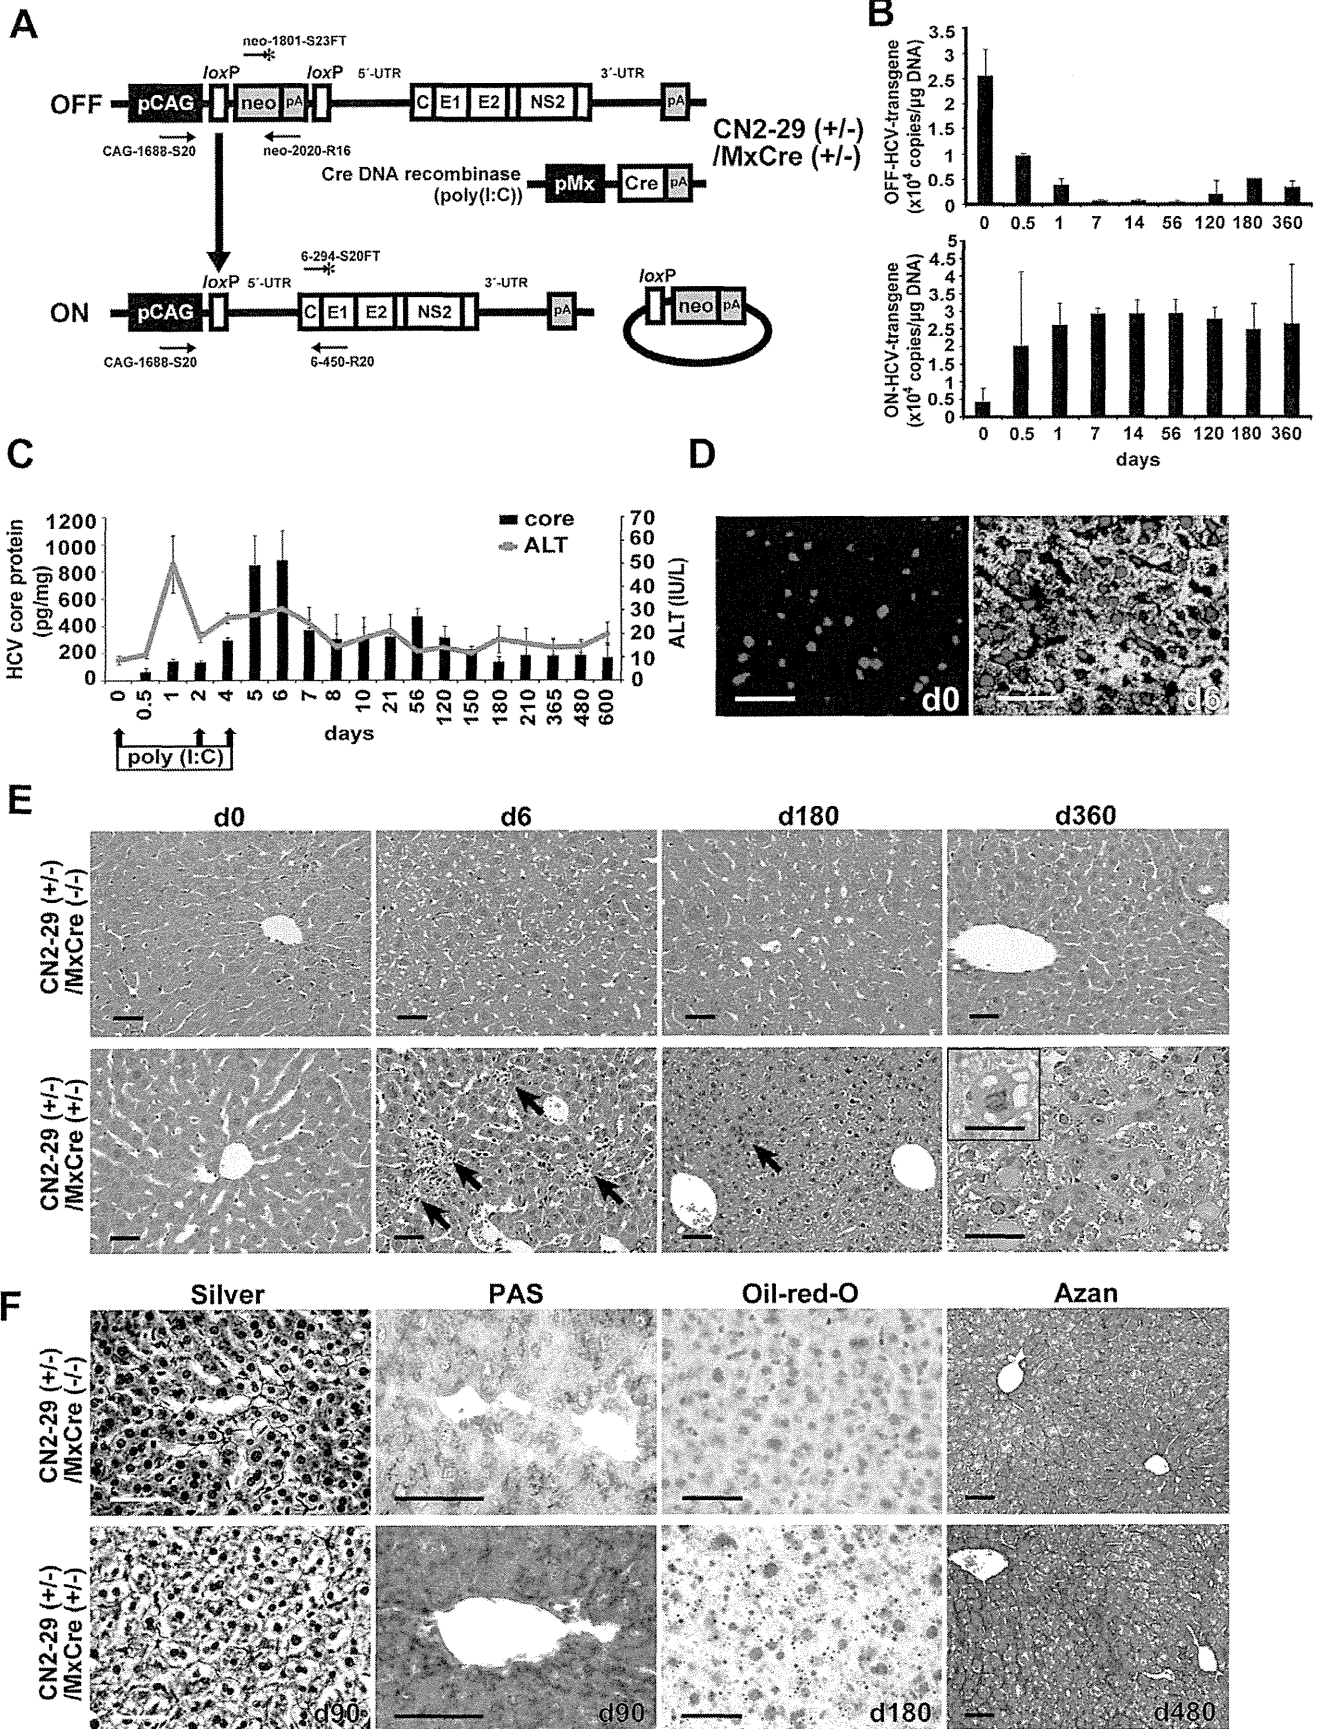 A
neo-1801-S23FT
loxP loxP 5´-UTR 3´-UTR
OFF pCAG neo pA C E1 E2 NS2 pA
CAG-1688-S20 neo-2020-R16
CN2-29 (+/-)
/MxCre (+/-)
Cre DNA recombinase
(poly(I:C))
pMx Cre pA
6-294-S20FT
loxP 5´-UTR 3´-UTR
ON pCAG C E1 E2 NS2 pA
CAG-1688-S20 6-450-R20
loxP
neo pA
B
OFF-HCV-transgene
(x10⁴ copies/µg DNA)
3.5
3
2.5
2
1.5
1
0.5
0
0 0.5 1 7 14 56 120 180 360
ON-HCV-transgene
(x10⁴ copies/µg DNA)
5
4.5
4
3.5
3
2.5
2
1.5
1
0.5
0
0 0.5 1 7 14 56 120 180 360
days
C
HCV core protein
(pg/mg)
1200
1000
800
600
400
200
0
core
ALT
70
60
50
40
30
20
10
0
ALT (IU/L)
0 0.5 1 2 4 5 6 7 8 10 21 56 120 150 180 210 365 480 600
days
poly (I:C)
D
d0 d6
E
d0 d6 d180 d360
CN2-29 (+/-)
/MxCre (-/-)
CN2-29 (+/-)
/MxCre (+/-)
F
Silver PAS Oil-red-O Azan
CN2-29 (+/-)
/MxCre (-/-)
CN2-29 (+/-)
/MxCre (+/-)
d90 d90 d180 d480